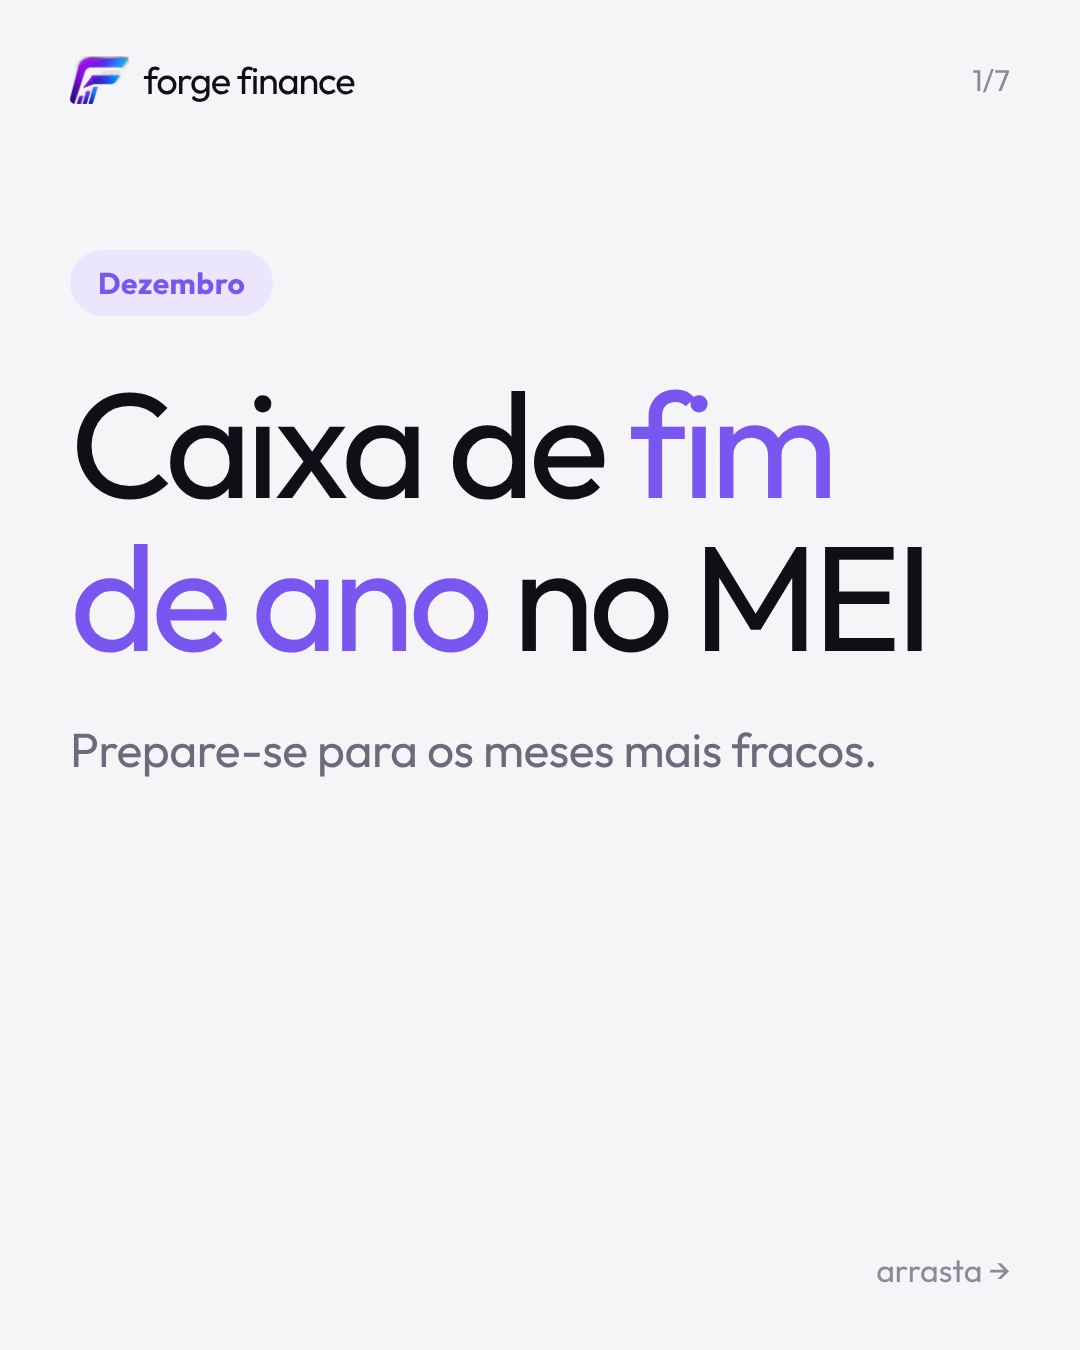 forge finance
1/7
Dezembro
Caixa de fim
de ano no MEI
Prepare-se para os meses mais fracos.
arrasta →